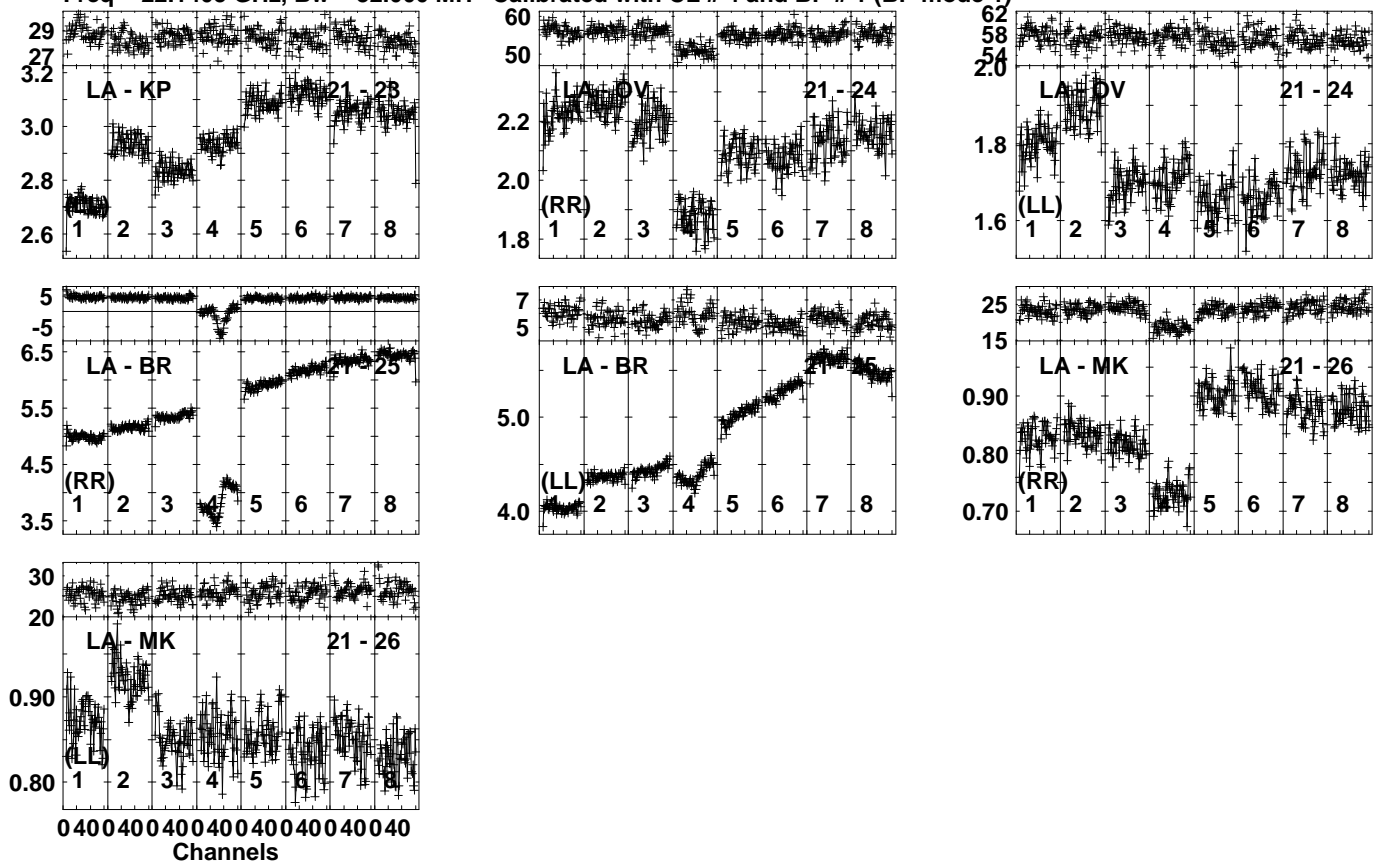 29 27 3.2 3.0 2.8 2.6
LA - KP 21 - 23
(LL)
1 2 3 4 5 6 7 8
60 50 2.2 2.0 1.8
LA - OV 21 - 24
(RR)
1 2 3 4 5 6 7 8
62 58 54 2.0 1.8 1.6
LA - OV 21 - 24
(LL)
1 2 3 4 5 6 7 8
5 -5 6.5 5.5 4.5 3.5
LA - BR 21 - 25
(RR)
1 2 3 4 5 6 7 8
7 5 5.0 4.0
LA - BR 21 - 25
(LL)
1 2 3 4 5 6 7 8
25 15 0.90 0.80 0.70
LA - MK 21 - 26
(RR)
1 2 3 4 5 6 7 8
30 20 0.90 0.80
LA - MK 21 - 26
(LL)
1 2 3 4 5 6 7 8
0 40 0 40 0 40 0 40 0 40 0 40 0 40 0 40
Channels